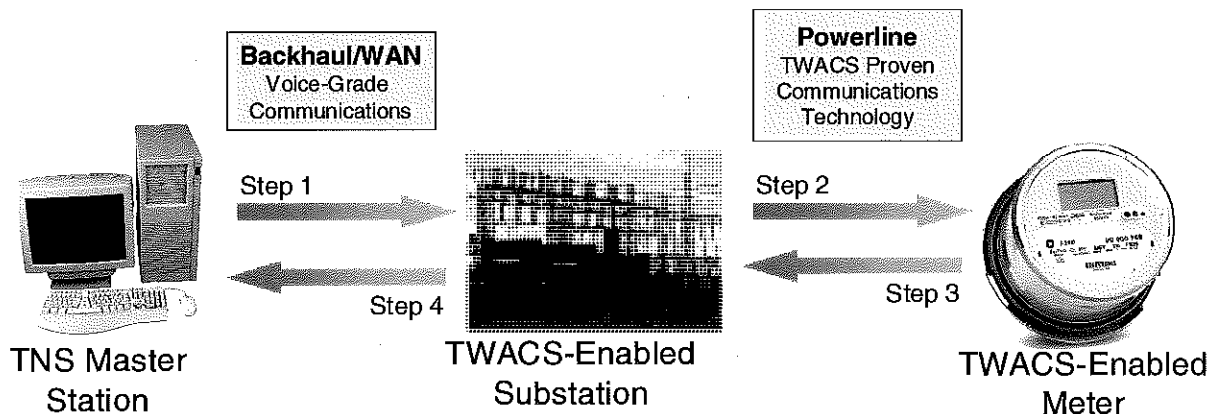 Backhaul/WAN
Voice-Grade
Communications
Powerline
TWACS Proven
Communications
Technology
Step 1
Step 2
Step 4
Step 3
TNS Master
Station
TWACS-Enabled
Substation
TWACS-Enabled
Meter